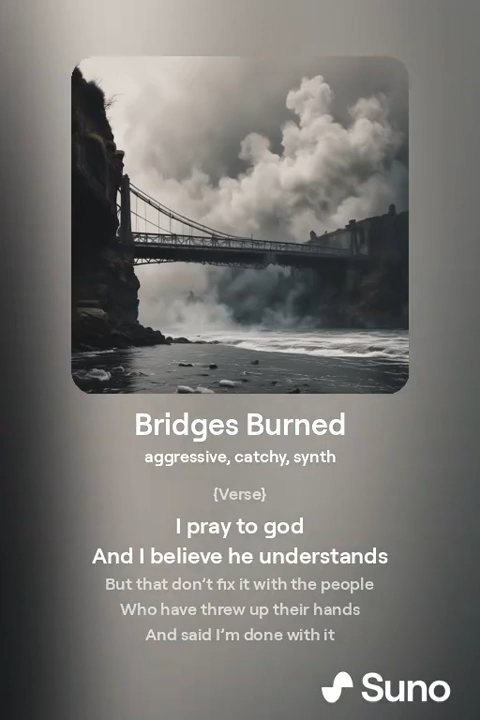 Bridges Burned
aggressive, catchy, synth
{Verse}
I pray to god
And I believe he understands
But that don't fix it with the people
Who have threw up their hands
And said I'm done with it
Suno